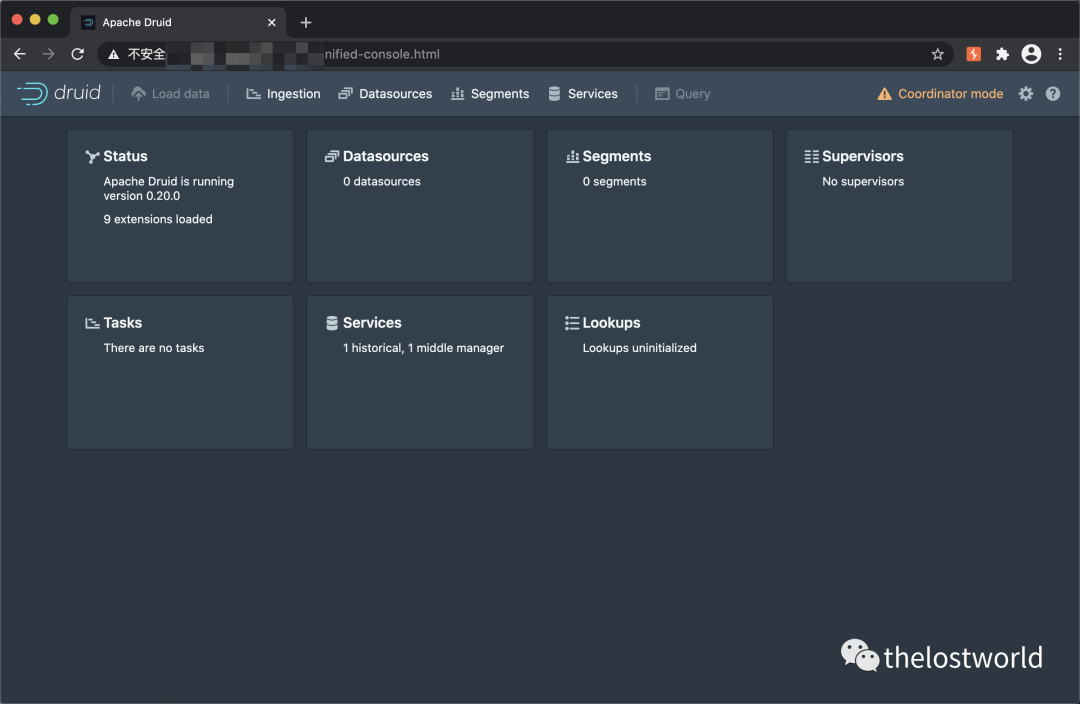 Apache Druid
不安全
nified-console.html
druid
Load data
Ingestion
Datasources
Segments
Services
Query
Coordinator mode
Status
Apache Druid is running
version 0.20.0
9 extensions loaded
Datasources
0 datasources
Segments
0 segments
Supervisors
No supervisors
Tasks
There are no tasks
Services
1 historical, 1 middle manager
Lookups
Lookups uninitialized
thelostworld